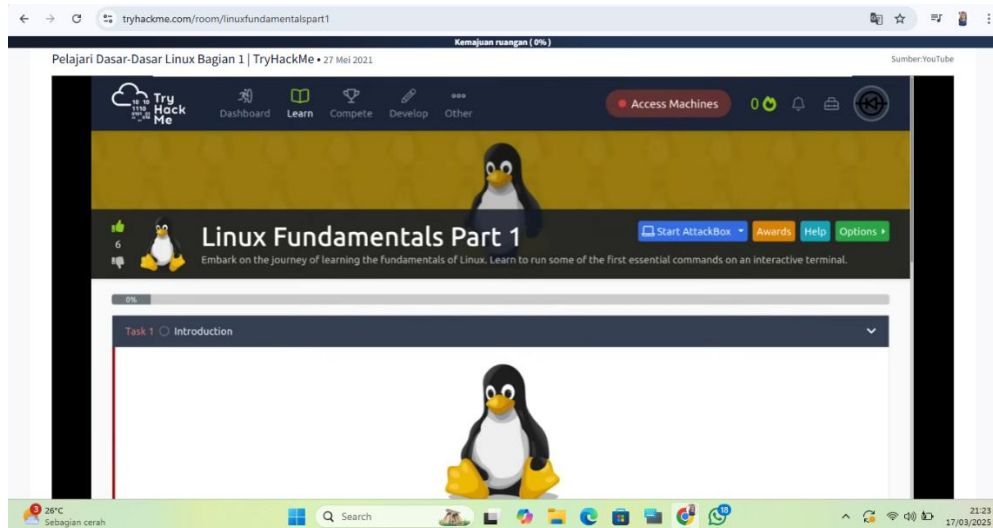 tryhackme.com/room/linuxfundamentalspart1
Kemajuan ruangan ( 0% )
Pelajari Dasar-Dasar Linux Bagian 1 | TryHackMe • 27 Mei 2021
Sumber:YouTube
Try Hack Me
Dashboard Learn Compete Develop Other
Access Machines
0
6
Linux Fundamentals Part 1
Start AttackBox Awards Help Options
Embark on the journey of learning the fundamentals of Linux. Learn to run some of the first essential commands on an interactive terminal.
0%
Task 1 Introduction
3
26°C
Sebagian cerah
Search
18
21:23
17/03/2025